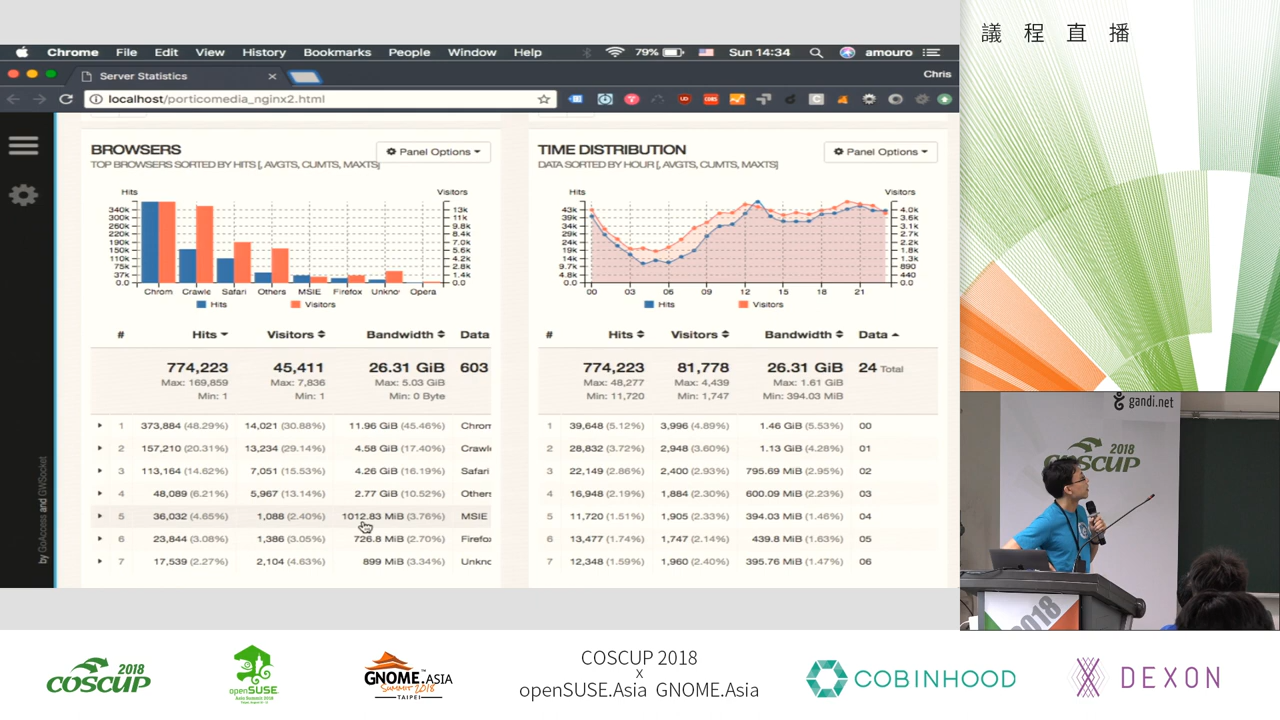 議 程 直 播
Chrome File Edit View History Bookmarks People Window Help 79% Sun 14:34 amouro
Server Statistics
Chris
localhost/porticomedia_nginx2.html
BROWSERS
TOP BROWSERS SORTED BY HITS [, AVGTS, CUMTS, MAXTS]
Panel Options
Hits Visitors
340k 13k
300k 11k
260k 9.8k
220k 8.4k
190k 7.0k
150k 5.6k
110k 4.2k
75k 2.8k
37k 1.4k
0.0 0.0
Chrom Crawle Safari Others MSIE Firefox Unkno Opera
Hits Visitors
# Hits Visitors Bandwidth Data
774,223 45,411 26.31 GiB 603
Max: 169,859 Max: 7,836 Max: 5.03 GiB
Min: 1 Min: 1 Min: 0 Byte
1 373,884 (48.29%) 14,021 (30.88%) 11.96 GiB (45.46%) Chrom
2 157,210 (20.31%) 13,234 (29.14%) 4.58 GiB (17.40%) Crawle
3 113,164 (14.62%) 7,051 (15.53%) 4.26 GiB (16.19%) Safari
4 48,089 (6.21%) 5,967 (13.14%) 2.77 GiB (10.52%) Others
5 36,032 (4.65%) 1,088 (2.40%) 1012.83 MiB (3.76%) MSIE
6 23,844 (3.08%) 1,386 (3.05%) 726.8 MiB (2.70%) Firefo
7 17,539 (2.27%) 2,104 (4.63%) 899 MiB (3.34%) Unknc
TIME DISTRIBUTION
DATA SORTED BY HOUR [, AVGTS, CUMTS, MAXTS]
Panel Options
Hits Visitors
43k 4.0k
39k 3.6k
34k 3.1k
29k 2.7k
24k 2.2k
19k 1.8k
14k 1.3k
9.7k 890
4.8k 440
0.0 0.0
00 03 06 09 12 15 18 21
Hits Visitors
# Hits Visitors Bandwidth Data
774,223 81,778 26.31 GiB 24 Total
Max: 48,277 Max: 4,439 Max: 1.61 GiB
Min: 11,720 Min: 1,747 Min: 394.03 MiB
1 39,648 (5.12%) 3,996 (4.89%) 1.46 GiB (5.53%) 00
2 28,832 (3.72%) 2,948 (3.60%) 1.13 GiB (4.28%) 01
3 22,149 (2.86%) 2,400 (2.93%) 795.69 MiB (2.95%) 02
4 16,948 (2.19%) 1,884 (2.30%) 600.09 MiB (2.23%) 03
5 11,720 (1.51%) 1,905 (2.33%) 394.03 MiB (1.46%) 04
6 13,477 (1.74%) 1,747 (2.14%) 439.8 MiB (1.63%) 05
7 12,348 (1.59%) 1,960 (2.40%) 395.76 MiB (1.47%) 06
by GoAccess and GWSocket
gandi.net
2018
COSCUP
2018
2018
COSCUP
openSUSE
GNOME.ASIA
SUMMIT 2018
TAIPEI
COSCUP 2018
x
openSUSE.Asia GNOME.Asia
COBINHOOD
DEXON